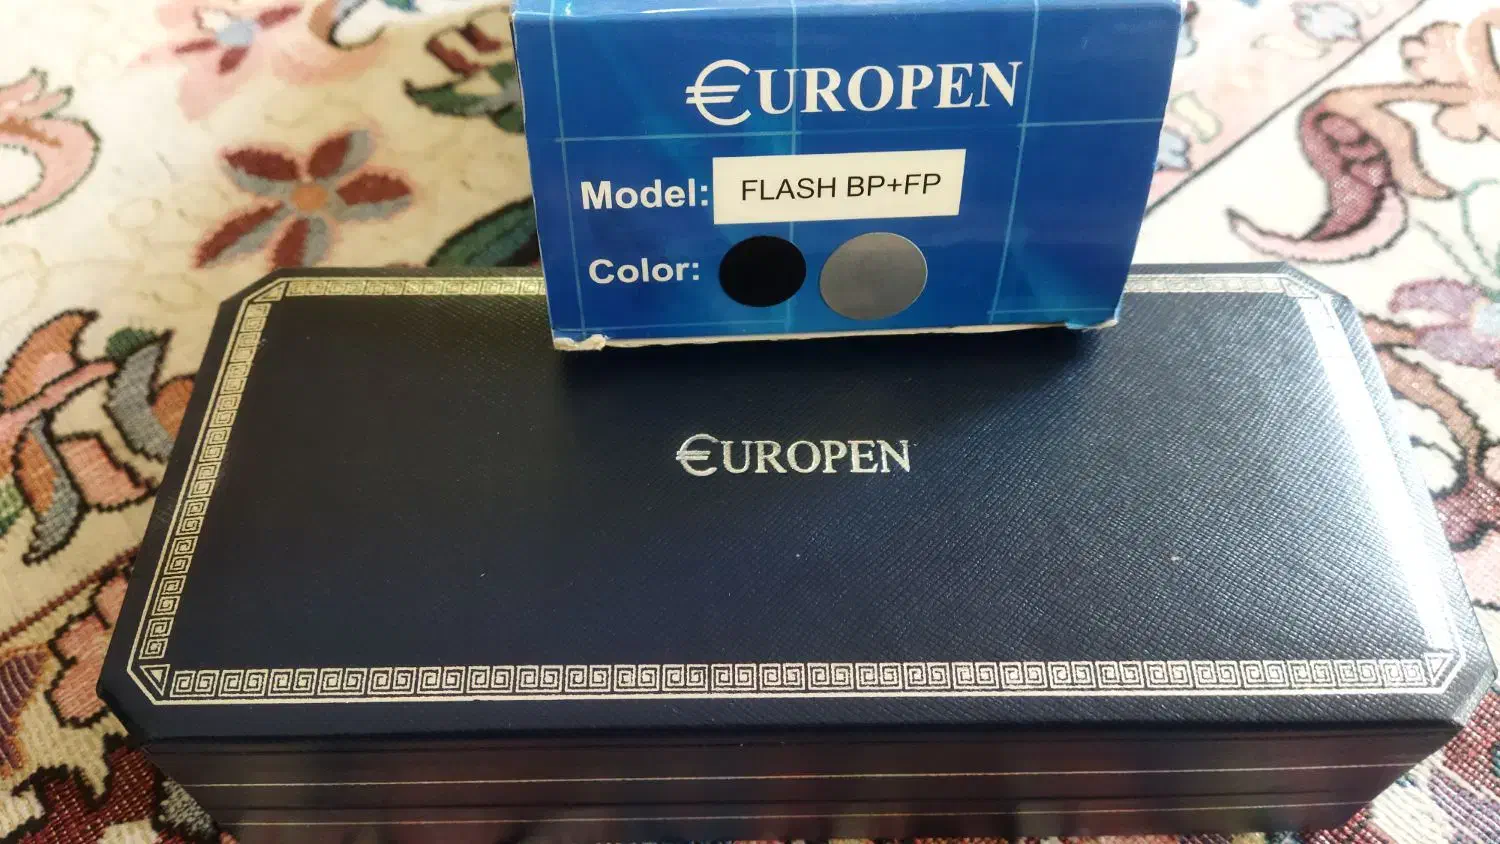 €UROPEN
Model: FLASH BP+FP
Color:
€UROPEN